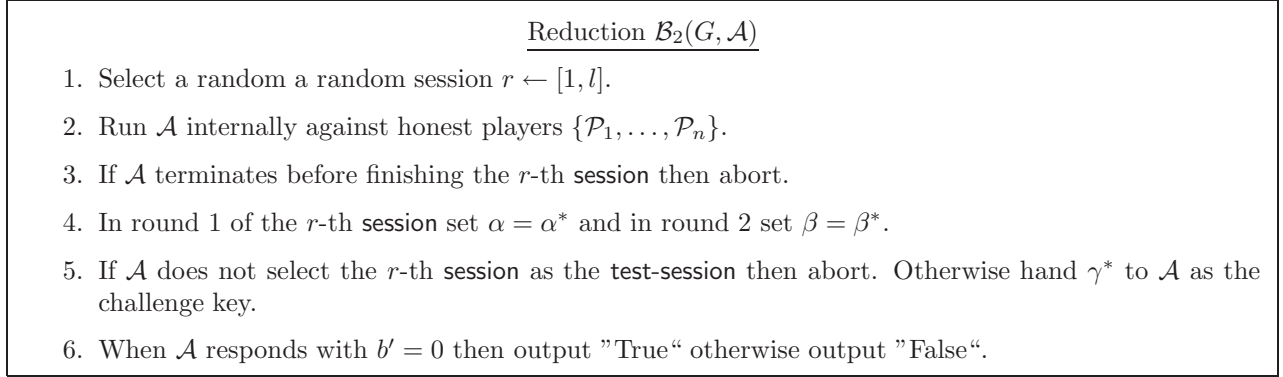 Reduction B₂(G, A)
1. Select a random a random session r ← [1, l].
2. Run A internally against honest players {P₁, . . . , Pₙ}.
3. If A terminates before finishing the r-th session then abort.
4. In round 1 of the r-th session set α = α* and in round 2 set β = β*.
5. If A does not select the r-th session as the test-session then abort. Otherwise hand γ* to A as the
challenge key.
6. When A responds with b′ = 0 then output ”True“ otherwise output ”False“.